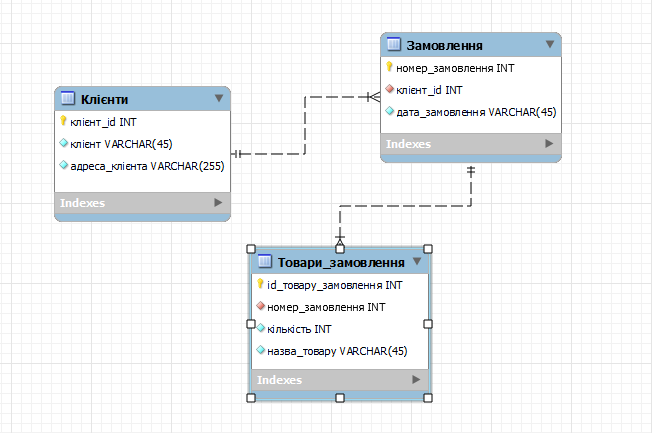 Клієнти
клієнт_id INT
клієнт VARCHAR(45)
адреса_клієнта VARCHAR(255)
Indexes
Замовлення
номер_замовлення INT
клієнт_id INT
дата_замовлення VARCHAR(45)
Indexes
Товари_замовлення
id_товару_замовлення INT
номер_замовлення INT
кількість INT
назва_товару VARCHAR(45)
Indexes